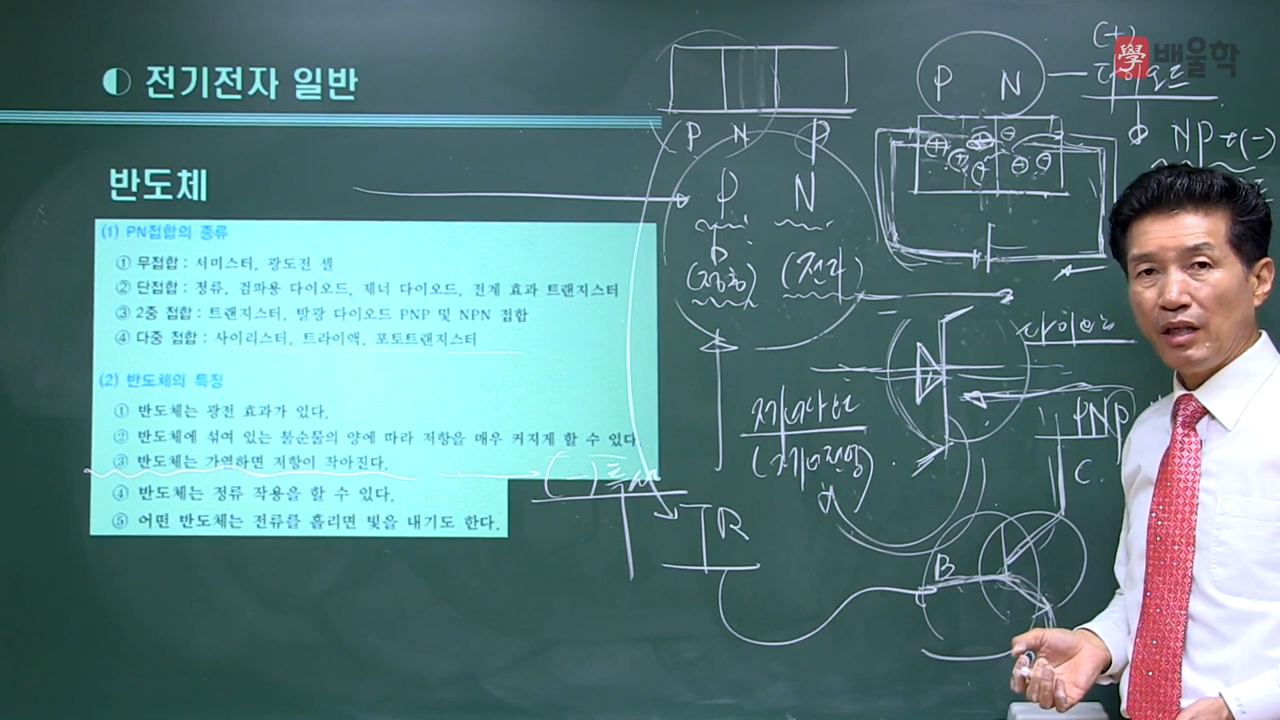 전기전자 일반
반도체
(1) PN접합의 종류
① 무접합 : 서미스터, 광도전 셀
② 단접합 : 정류, 검파용 다이오드, 제너 다이오드, 전계 효과 트랜지스터
③ 2중 접합 : 트랜지스터, 발광 다이오드 PNP 및 NPN 접합
④ 다중 접합 : 사이리스터, 트라이액, 포토트랜지스터
(2) 반도체의 특징
① 반도체는 광전 효과가 있다.
② 반도체에 섞여 있는 불순물의 양에 따라 저항을 매우 커지게 할 수 있다.
③ 반도체는 가열하면 저항이 작아진다.
④ 반도체는 정류 작용을 할 수 있다.
⑤ 어떤 반도체는 전류를 흘리면 빛을 내기도 한다.
P N P
P N
(정공) (전자)
(-)특성
TR
P N
(+)
다이오드
NP → (-)
다이오드
제너다이오드
(제너전압)
PNP
C
B
學 배울학